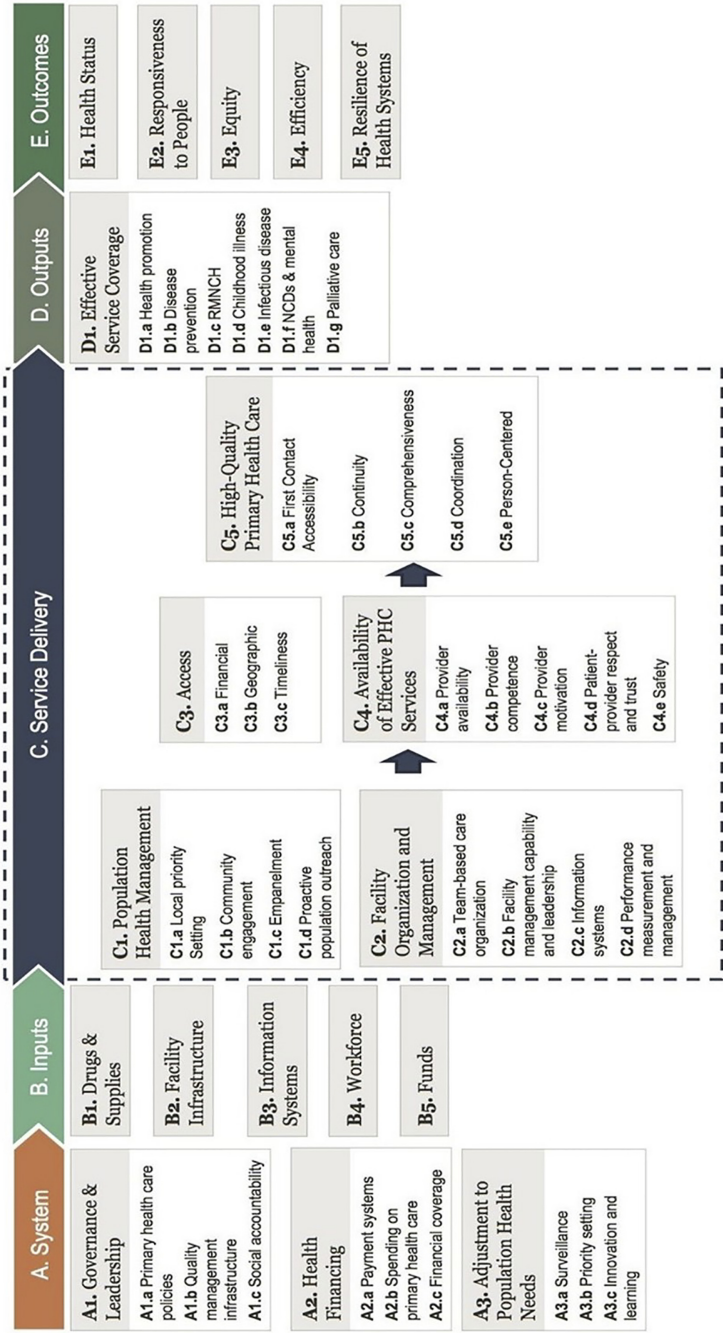 A. System
B. Inputs
C. Service Delivery
D. Outputs
E. Outcomes
A1. Governance &
Leadership
A1.a Primary health care
policies
A1.b Quality
management
infrastructure
A1.c Social accountability
A2. Health
Financing
A2.a Payment systems
A2.b Spending on
primary health care
A2.c Financial coverage
A3. Adjustment to
Population Health
Needs
A3.a Surveillance
A3.b Priority setting
A3.c Innovation and
learning
B1. Drugs &
Supplies
B2. Facility
Infrastructure
B3. Information
Systems
B4. Workforce
B5. Funds
C1. Population
Health Management
C1.a Local priority
Setting
C1.b Community
engagement
C1.c Empanelment
C1.d Proactive
population outreach
C2. Facility
Organization and
Management
C2.a Team-based care
organization
C2.b Facility
management capability
and leadership
C2.c Information
systems
C2.d Performance
measurement and
management
C3. Access
C3.a Financial
C3.b Geographic
C3.c Timeliness
C4. Availability
of Effective PHC
Services
C4.a Provider
availability
C4.b Provider
competence
C4.c Provider
motivation
C4.d Patient-
provider respect
and trust
C4.e Safety
C5. High-Quality
Primary Health Care
C5.a First Contact
Accessibility
C5.b Continuity
C5.c Comprehensiveness
C5.d Coordination
C5.e Person-Centered
D1. Effective
Service Coverage
D1.a Health promotion
D1.b Disease
prevention
D1.c RMNCH
D1.d Childhood illness
D1.e Infectious disease
D1.f NCDs & mental
health
D1.g Palliative care
E1. Health Status
E2. Responsiveness
to People
E3. Equity
E4. Efficiency
E5. Resilience of
Health Systems